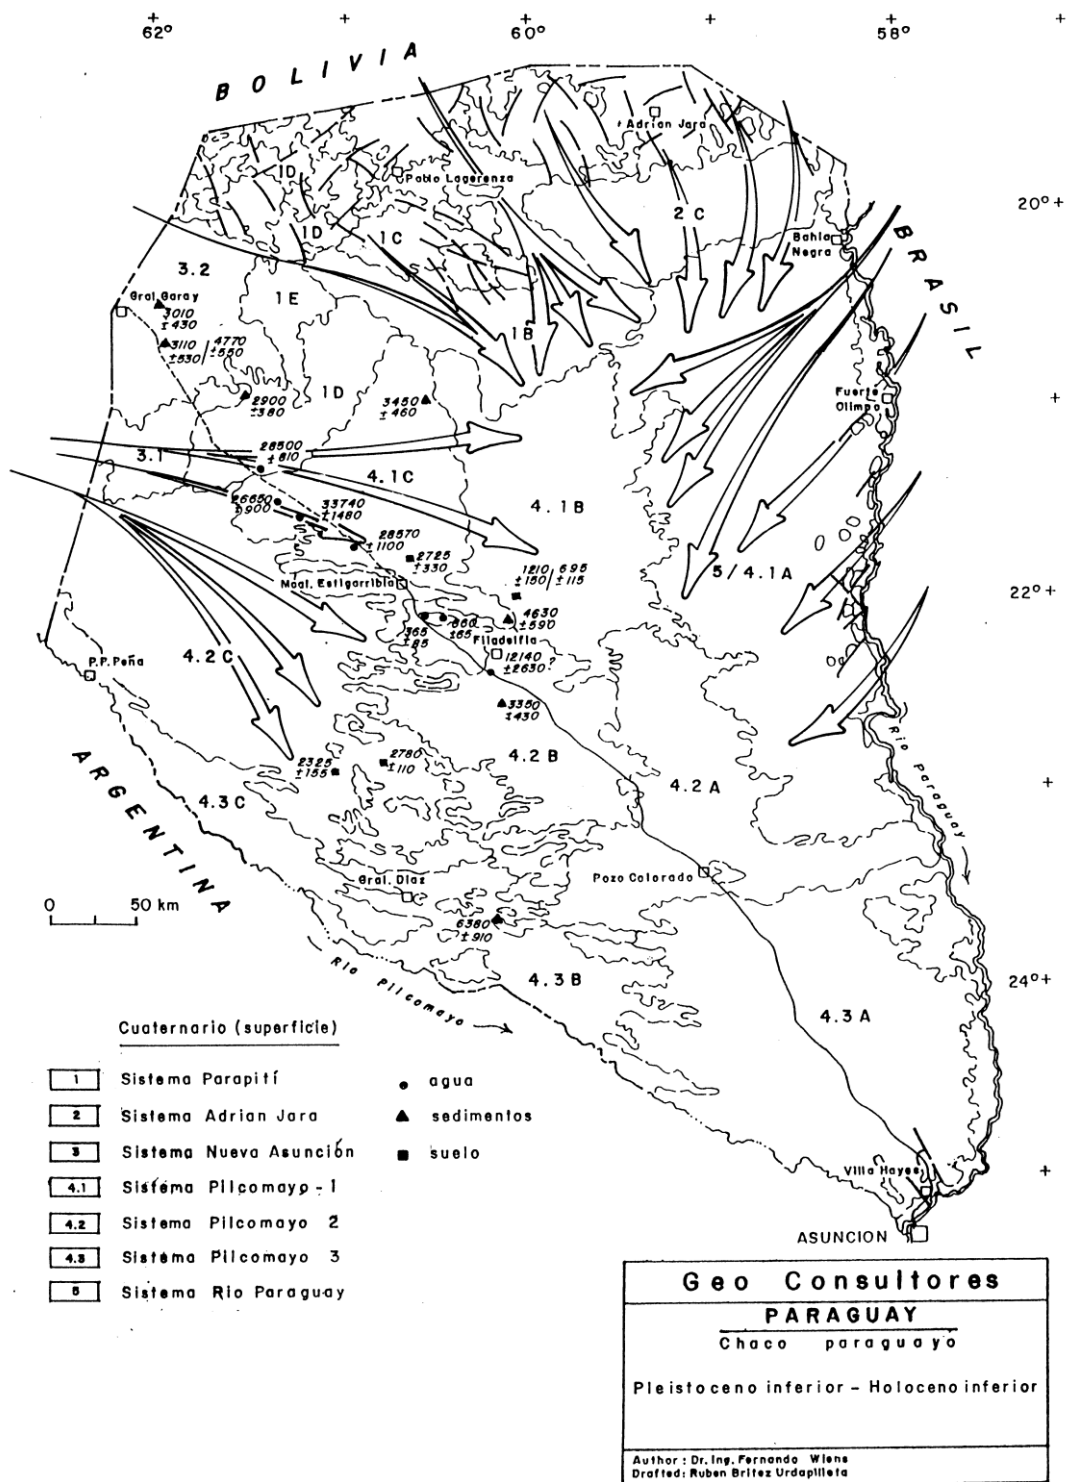 62°
60°
58°
BOLIVIA
Adrian Jara
1D
Pablo Lagerenza
20°+
2 C
1D
1C
Bahia
Negra
BRASIL
3.2
1 E
Gral. Garay
3010
±430
3110
±530/
4770
±550
1B
1D
2900
±380
3450
±460
Fuerte
Olimpo
3.1
28500
±810
4.1 C
26650
±900
33740
±1480
4.1 B
28570
±1100
2725
±330
1210
±150/
695
±115
5/4.1A
22°+
Mcal. Estigarribia
4630
±590
365
±85
860
±65
Filadelfia
12140
±2630?
4.2 C
P.P. Peña
3350
±430
Rio Paraguay
4.2 B
2325
±155
2780
±110
4.2 A
4.3C
ARGENTINA
Gral. Diaz
Pozo Colorado
0 50 km
6380
±910
Rio Pilcomayo
4.3 B
24°+
4.3 A
Cuaternario (superficie)
1 Sistema Parapití
2 Sistema Adrian Jara
3 Sistema Nueva Asunción
4.1 Sistema Pilcomayo - 1
4.2 Sistema Pilcomayo 2
4.3 Sistema Pilcomayo 3
5 Sistema Rio Paraguay
agua
sedimentos
suelo
Villa Hayes
ASUNCION
Geo Consultores
PARAGUAY
Chaco paraguayo
Pleistoceno inferior - Holoceno inferior
Author: Dr. Ing. Fernando Wiens
Drafted: Ruben Britez Urdapilleta